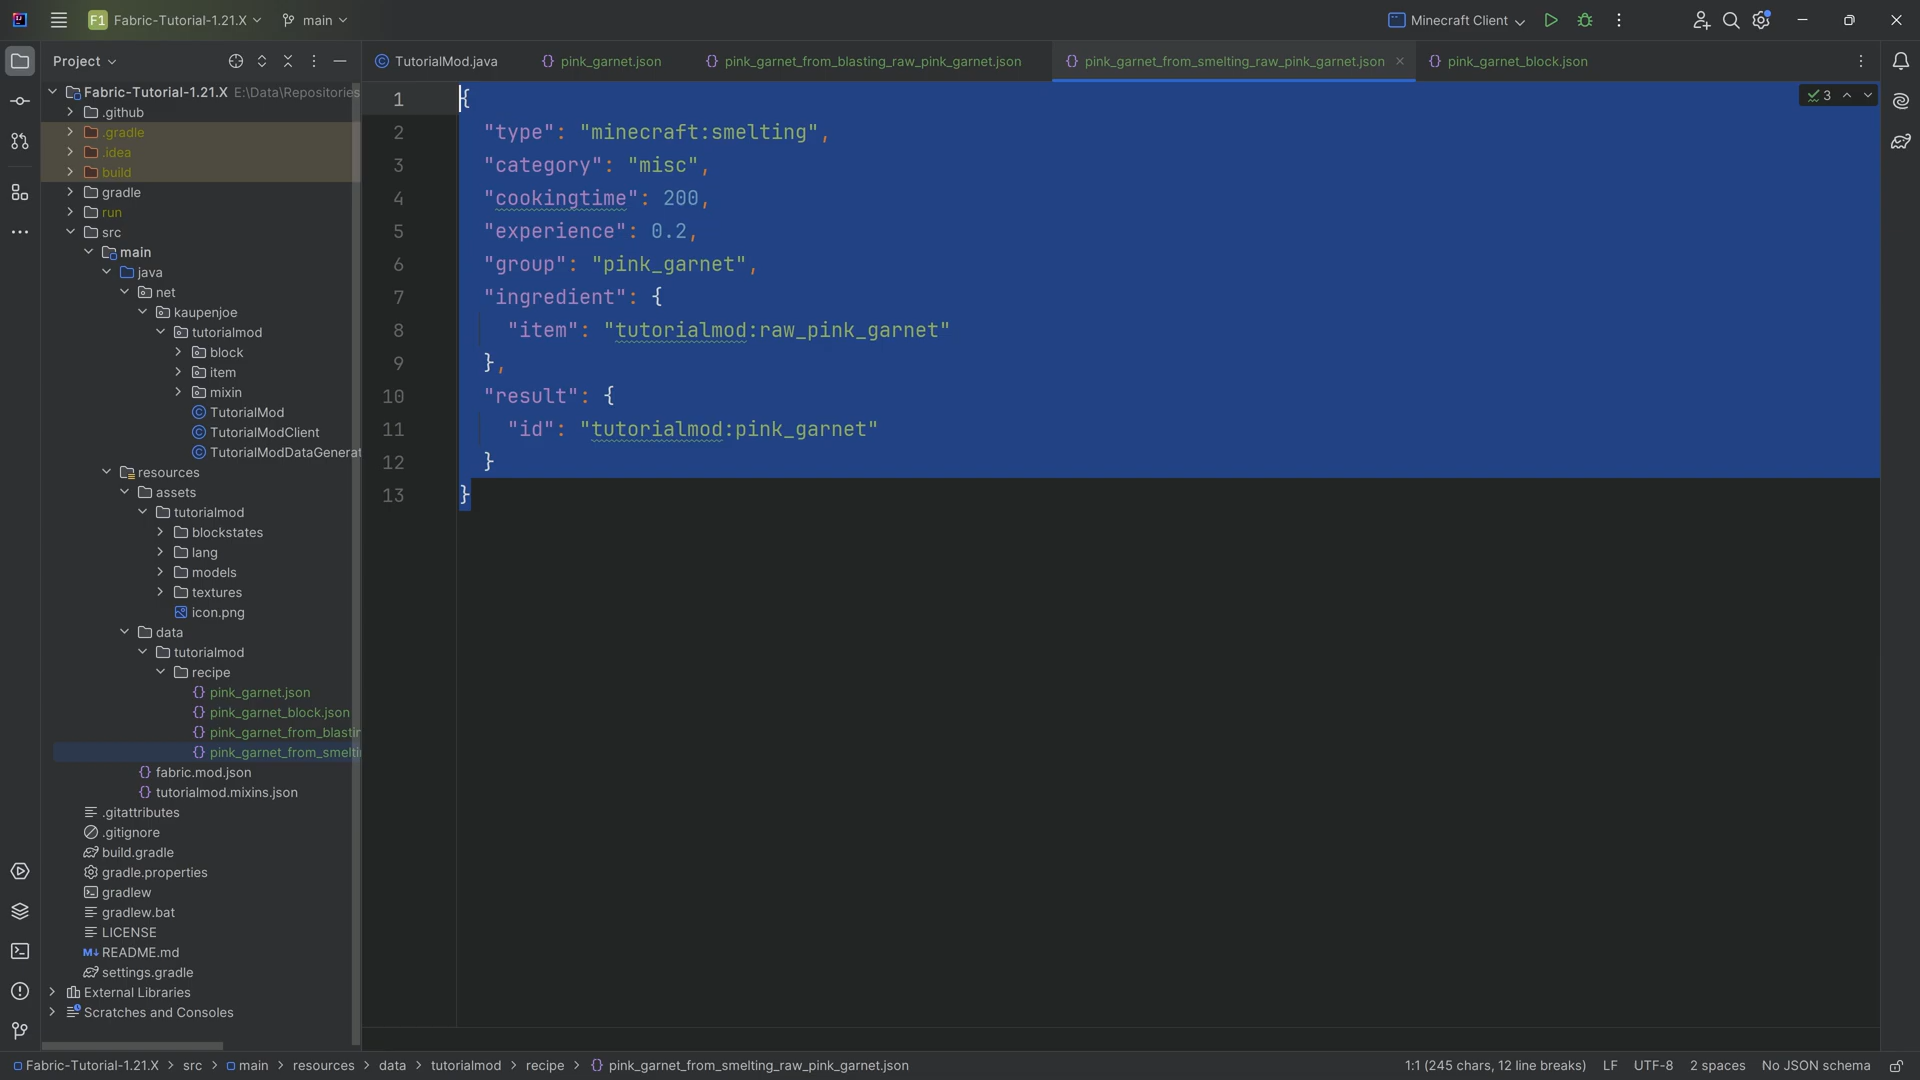 F1 Fabric-Tutorial-1.21.X main Minecraft Client
Project
TutorialMod.java pink_garnet.json pink_garnet_from_blasting_raw_pink_garnet.json pink_garnet_from_smelting_raw_pink_garnet.json pink_garnet_block.json
Fabric-Tutorial-1.21.X E:\Data\Repositories
.github
.gradle
.idea
build
gradle
run
src
main
java
net
kaupenjoe
tutorialmod
block
item
mixin
TutorialMod
TutorialModClient
TutorialModDataGenerat
resources
assets
tutorialmod
blockstates
lang
models
textures
icon.png
data
tutorialmod
recipe
pink_garnet.json
pink_garnet_block.json
pink_garnet_from_blastin
pink_garnet_from_smelti
fabric.mod.json
tutorialmod.mixins.json
.gitattributes
.gitignore
build.gradle
gradle.properties
gradlew
gradlew.bat
LICENSE
M↓ README.md
settings.gradle
External Libraries
Scratches and Consoles
1 {
2 "type": "minecraft:smelting",
3 "category": "misc",
4 "cookingtime": 200,
5 "experience": 0.2,
6 "group": "pink_garnet",
7 "ingredient": {
8 "item": "tutorialmod:raw_pink_garnet"
9 },
10 "result": {
11 "id": "tutorialmod:pink_garnet"
12 }
13 }
3
Fabric-Tutorial-1.21.X > src > main > resources > data > tutorialmod > recipe > {} pink_garnet_from_smelting_raw_pink_garnet.json 1:1 (245 chars, 12 line breaks) LF UTF-8 2 spaces No JSON schema